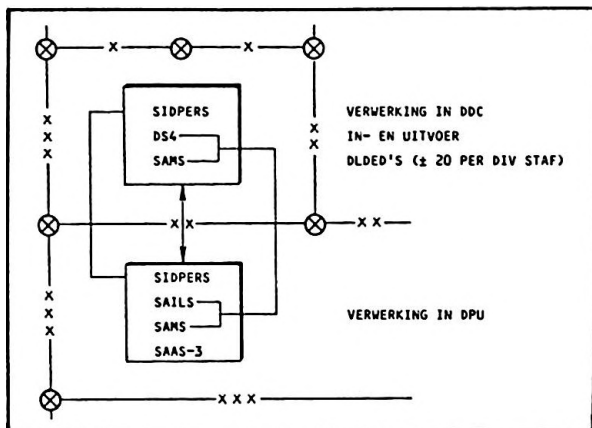 x x
SIDPERS
DS4
SAMS
VERWERKING IN DDC
IN- EN UITVOER
DLDED'S (± 20 PER DIV STAF)
x x x
x x
x x
x x
SIDPERS
SAILS
SAMS
SAAS-3
VERWERKING IN DPU
x x x
x x x